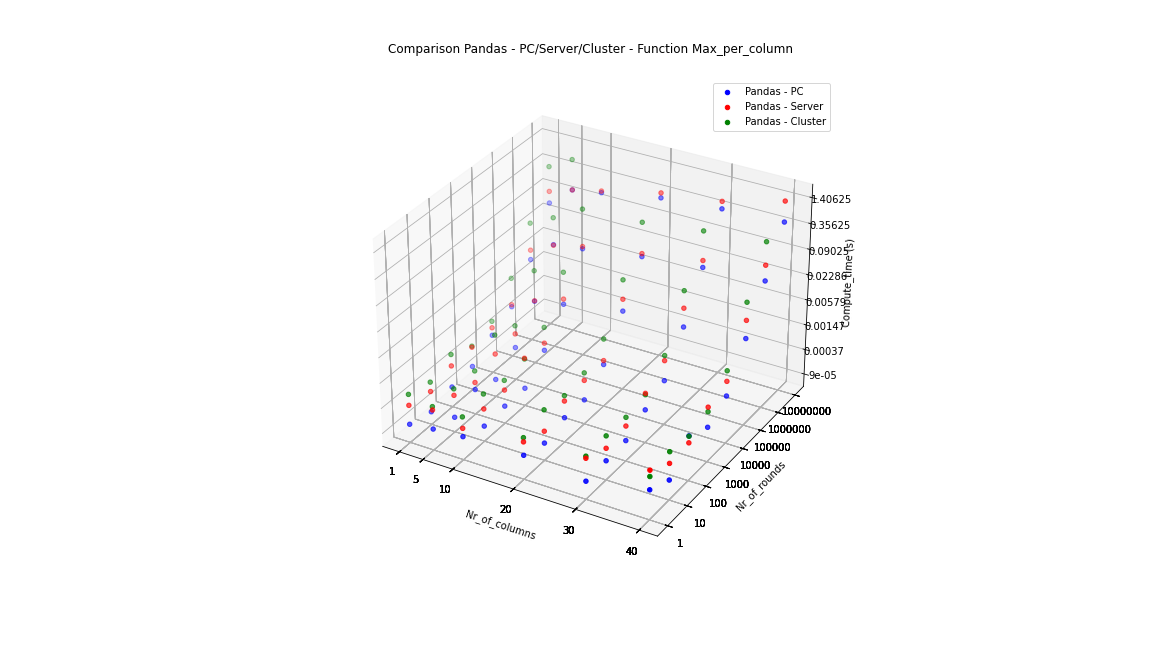 Comparison Pandas - PC/Server/Cluster - Function Max_per_column
Pandas - PC
Pandas - Server
Pandas - Cluster
1.40625
0.35625
0.09025
0.02286
0.00579
0.00147
0.00037
9e-05
Compute_time (s)
10000000
1000000
100000
10000
1000
100
10
1
Nr_of_rounds
1
5
10
20
30
40
Nr_of_columns